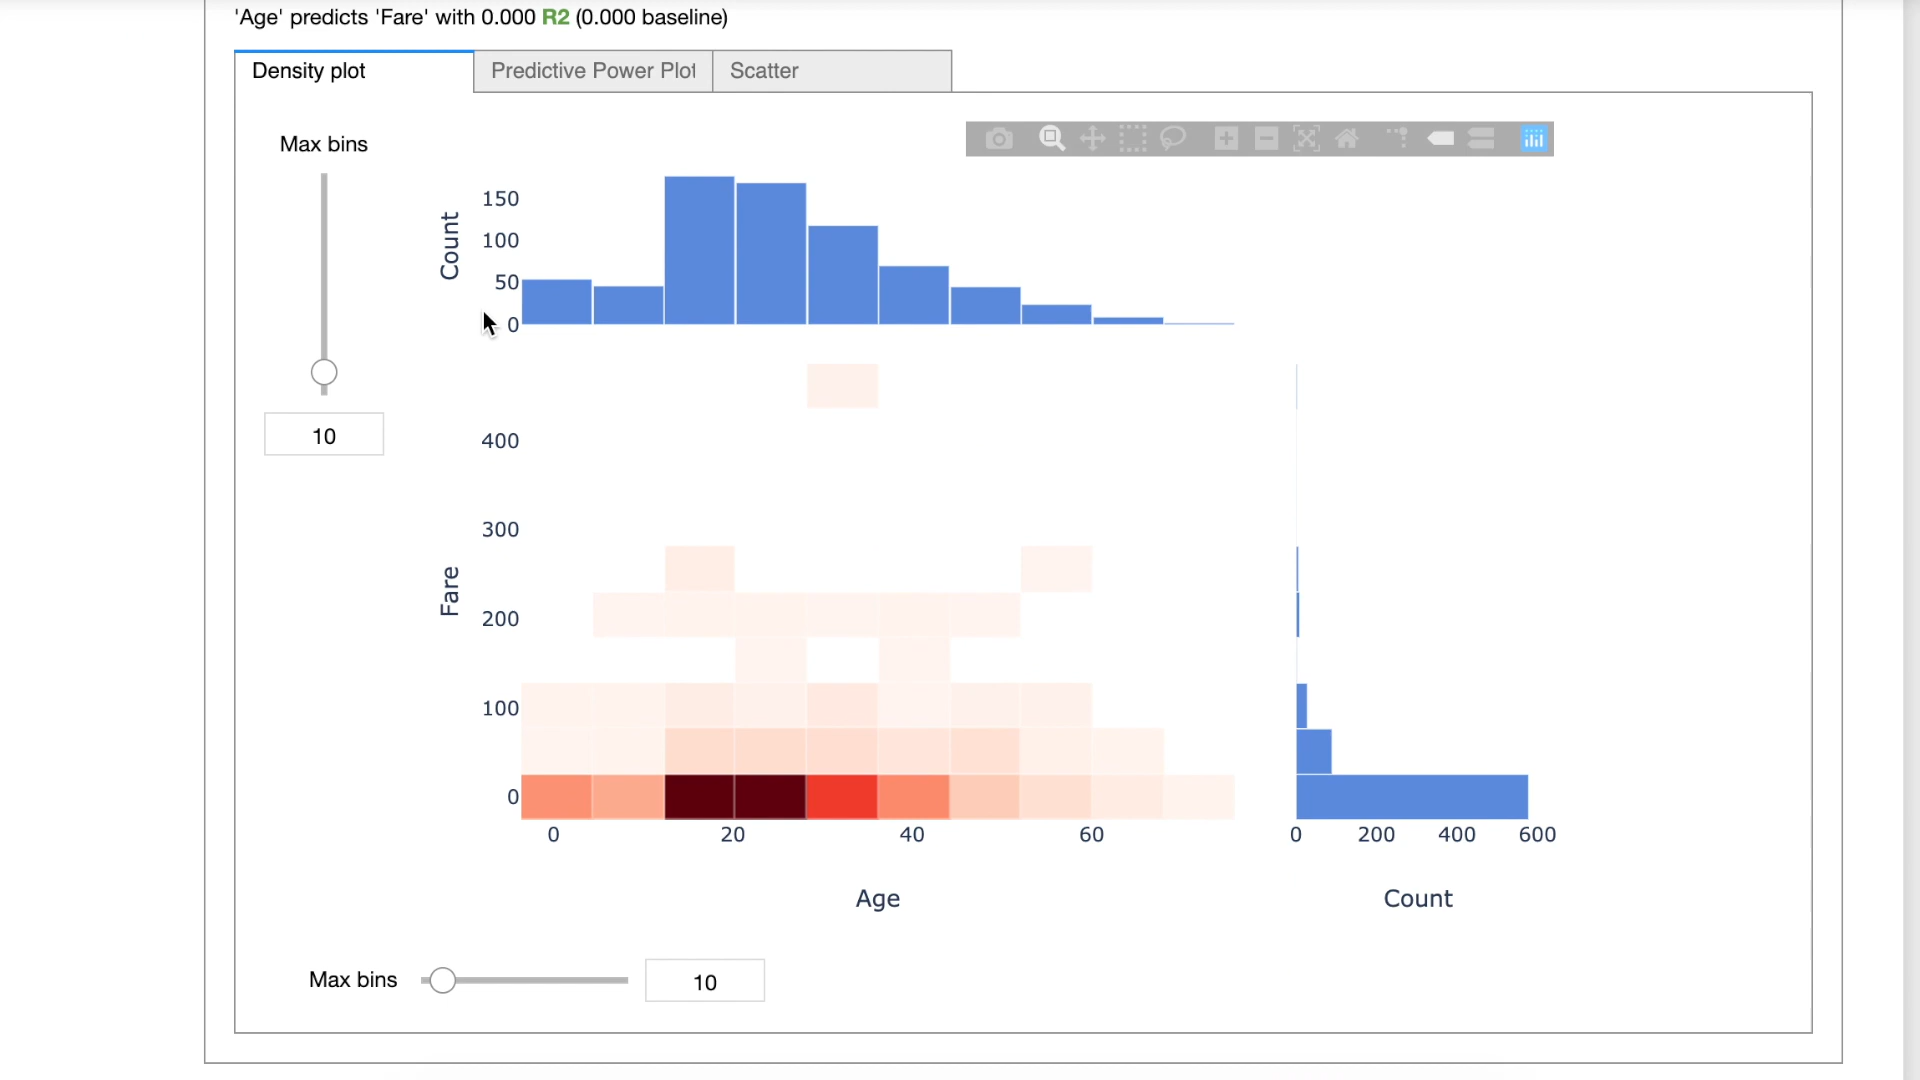 'Age' predicts 'Fare' with 0.000 R2 (0.000 baseline)
Density plot
Predictive Power Plot
Scatter
Max bins
10
Count
150
100
50
0
Fare
400
300
200
100
0
0 20 40 60
Age
0 200 400 600
Count
Max bins
10